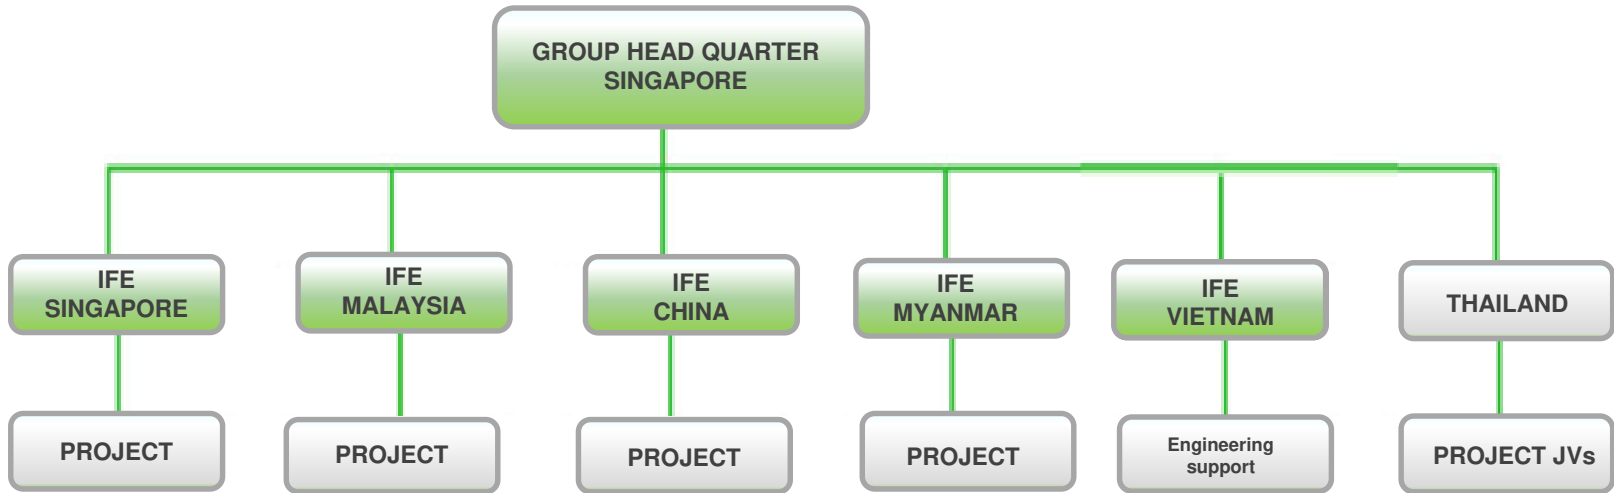 GROUP HEAD QUARTER
SINGAPORE
IFE
SINGAPORE
IFE
MALAYSIA
IFE
CHINA
IFE
MYANMAR
IFE
VIETNAM
THAILAND
PROJECT
PROJECT
PROJECT
PROJECT
Engineering
support
PROJECT JVs